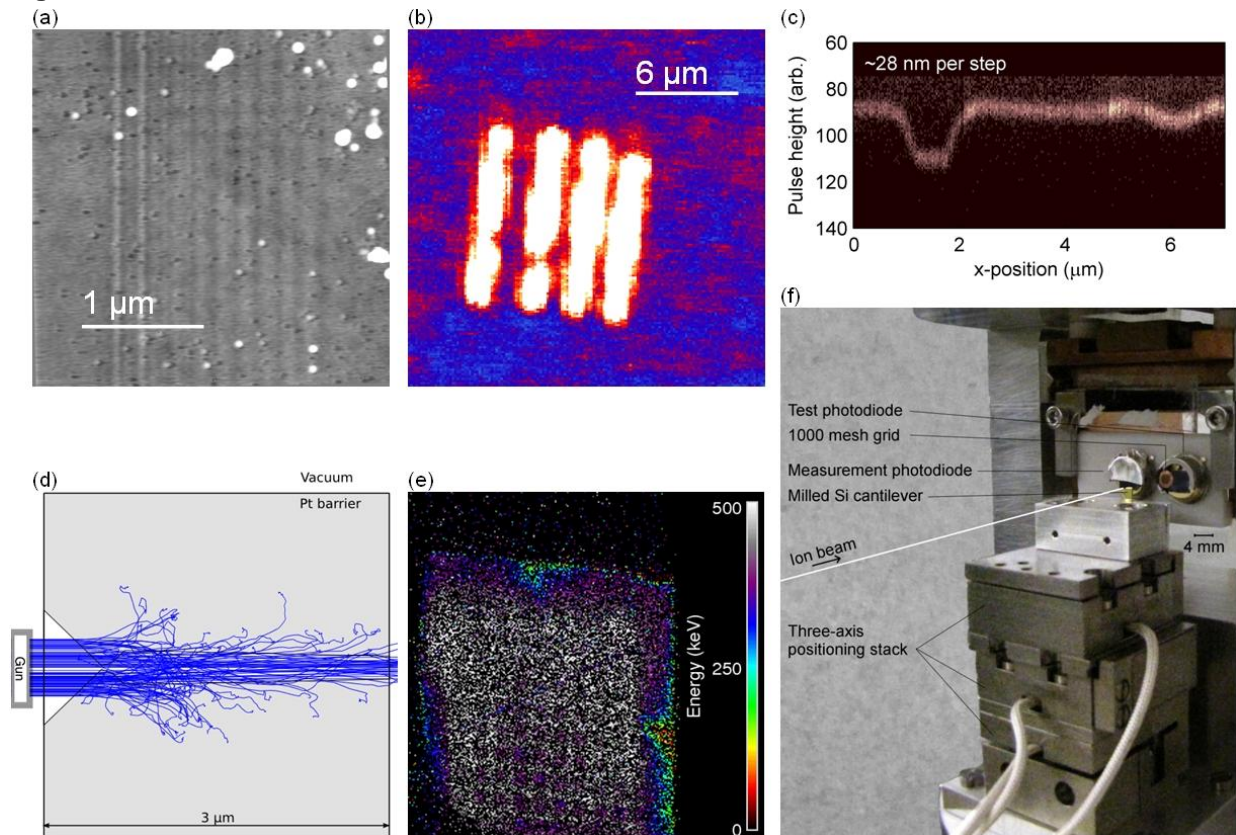 (a)
1 µm
(b)
6 µm
(c)
~28 nm per step
Pulse height (arb.)
60
80
100
120
140
0
2
4
6
x-position (µm)
(d)
Vacuum
Pt barrier
Gun
3 µm
(e)
500
250
0
Energy (keV)
(f)
Test photodiode
1000 mesh grid
Measurement photodiode
Milled Si cantilever
Ion beam
4 mm
Three-axis
positioning stack